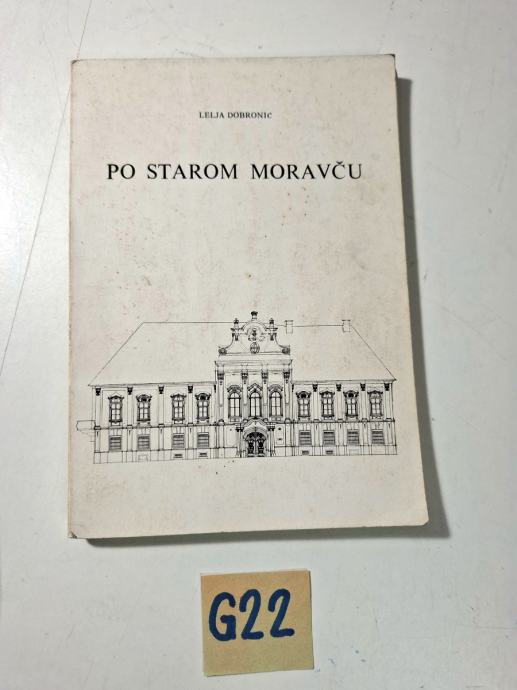 LELJA DOBRONIĆ
PO STAROM MORAVČU
G22